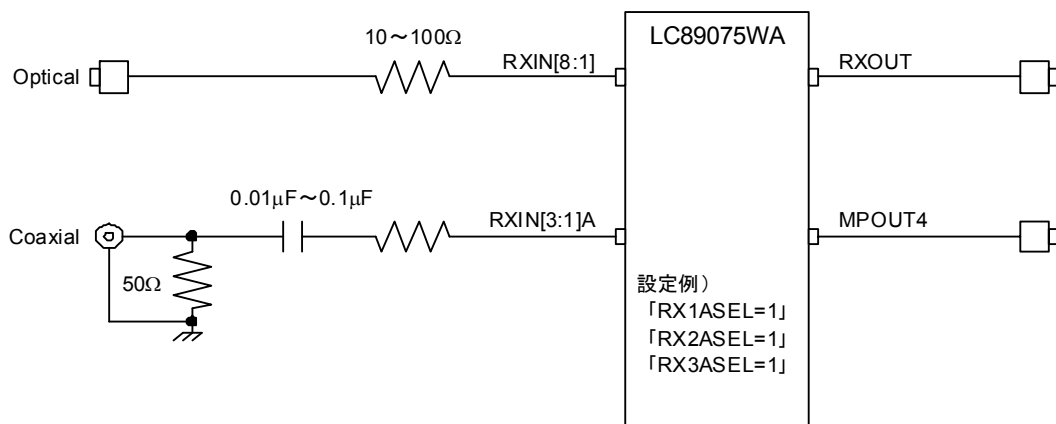 LC89075WA
10～100Ω
Optical
RXIN[8:1]
RXOUT
0.01μF～0.1μF
Coaxial
RXIN[3:1]A
MPOUT4
50Ω
設定例）
「RX1ASEL=1」
「RX2ASEL=1」
「RX3ASEL=1」